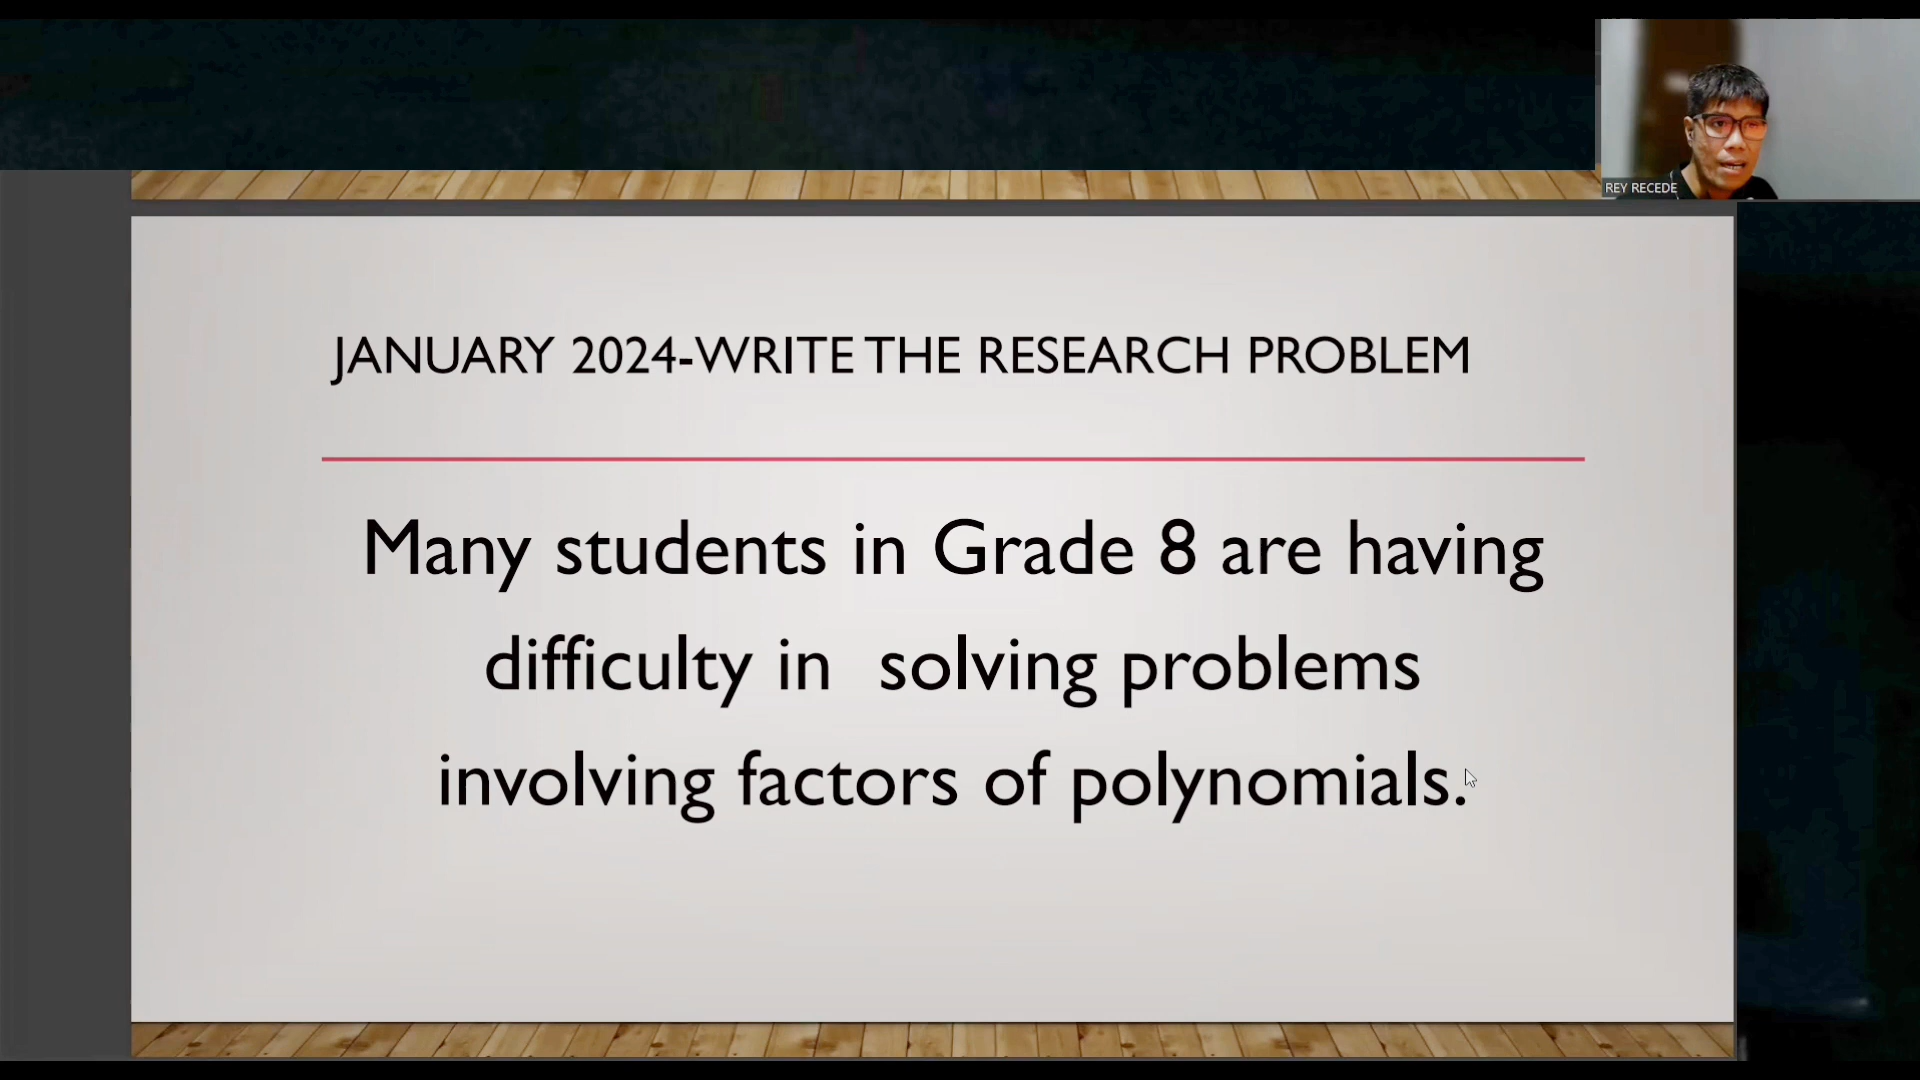 REY RECEDE
JANUARY 2024-WRITE THE RESEARCH PROBLEM
Many students in Grade 8 are having
difficulty in  solving problems
involving factors of polynomials.